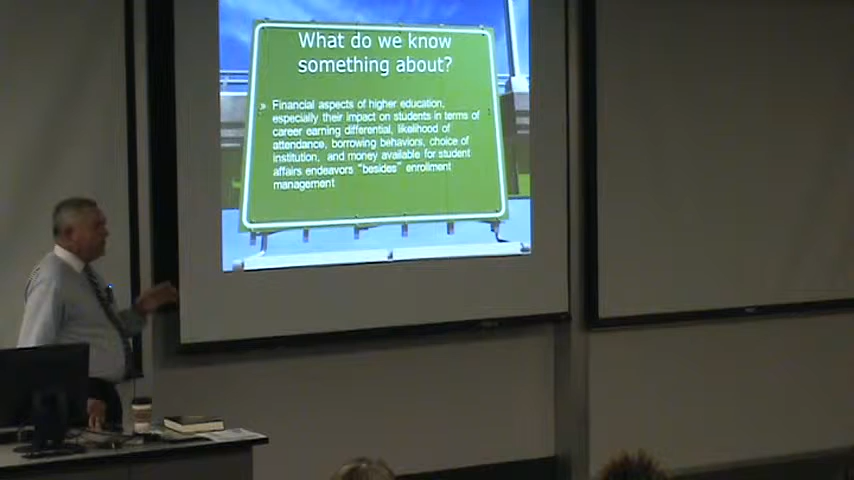 What do we know
something about?
» Financial aspects of higher education,
especially their impact on students in terms of
career earning differential, likelihood of
attendance, borrowing behaviors, choice of
institution, and money available for student
affairs endeavors "besides" enrollment
management